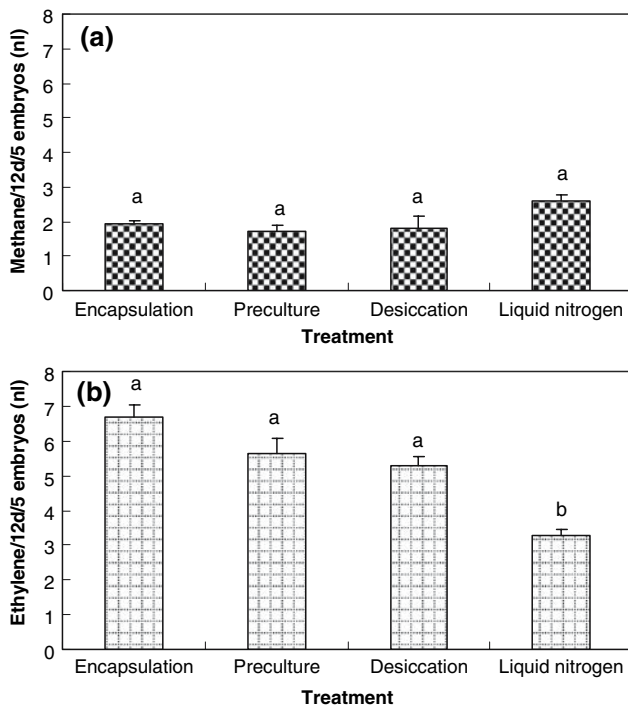 (a)
Methane/12d/5 embryos (nl)
8
7
6
5
4
3
2
1
0
a
a
a
a
Encapsulation Preculture Desiccation Liquid nitrogen
Treatment
(b)
Ethylene/12d/5 embryos (nl)
8
7
6
5
4
3
2
1
0
a
a
a
b
Encapsulation Preculture Desiccation Liquid nitrogen
Treatment